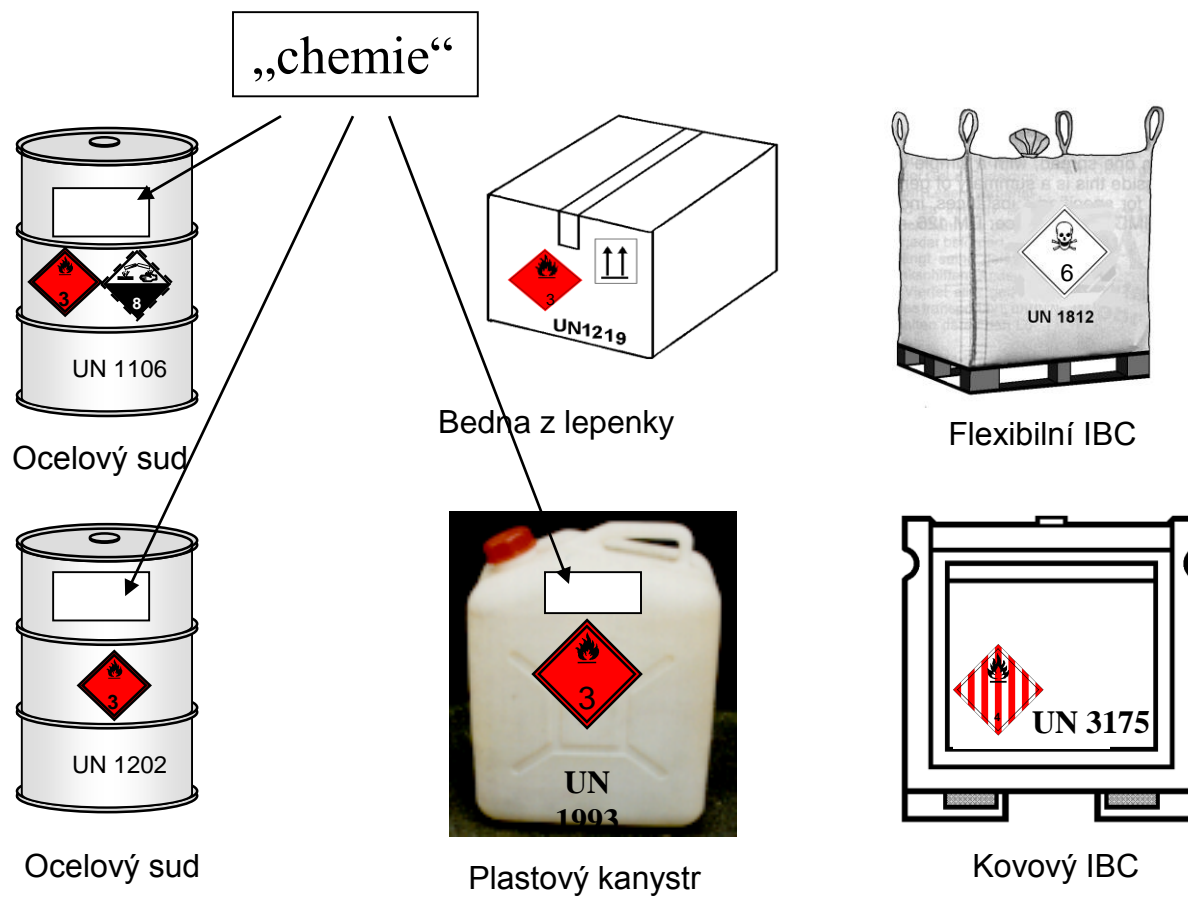 „chemie“
3
8
UN 1106
Ocelový sud
3
UN1219
Bedna z lepenky
6
UN 1812
Flexibilní IBC
3
UN 1202
Ocelový sud
3
UN
1993
Plastový kanystr
4
UN 3175
Kovový IBC